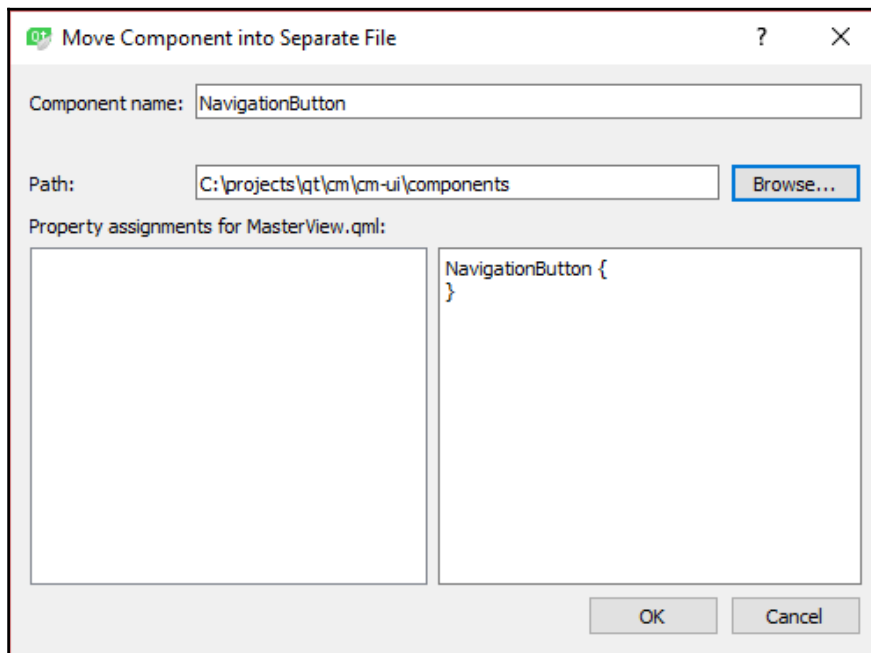 Move Component into Separate File
Component name: NavigationButton
Path: C:\projects\qt\cm\cm-ui\components Browse...
Property assignments for MasterView.qml:
NavigationButton {
}
OK Cancel